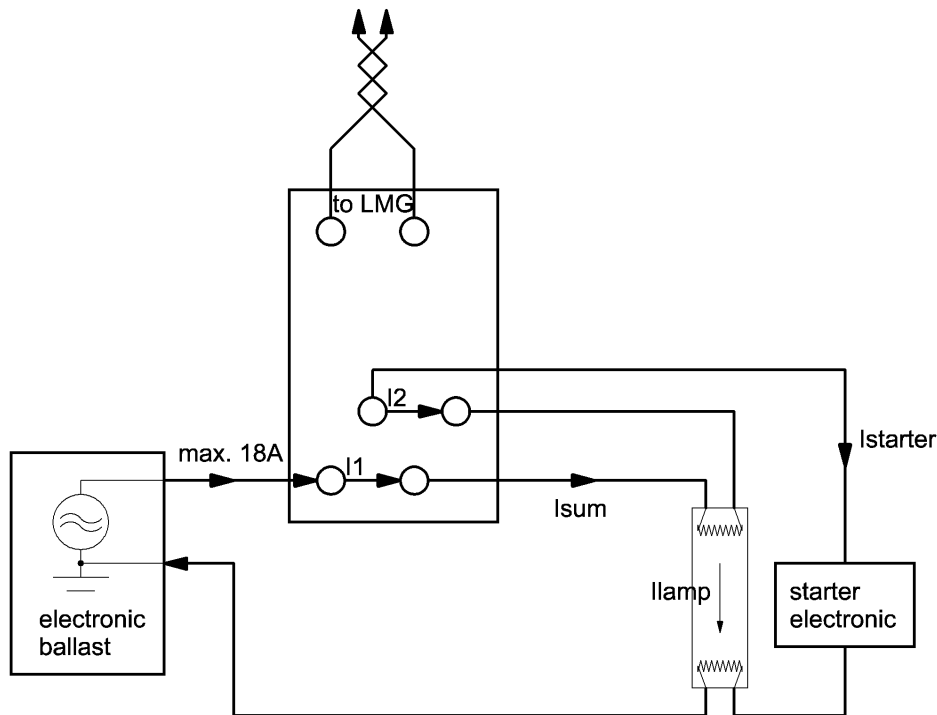 to LMG
I2
Istarter
max. 18A
I1
Isum
Ilamp
starter
electronic
electronic
ballast